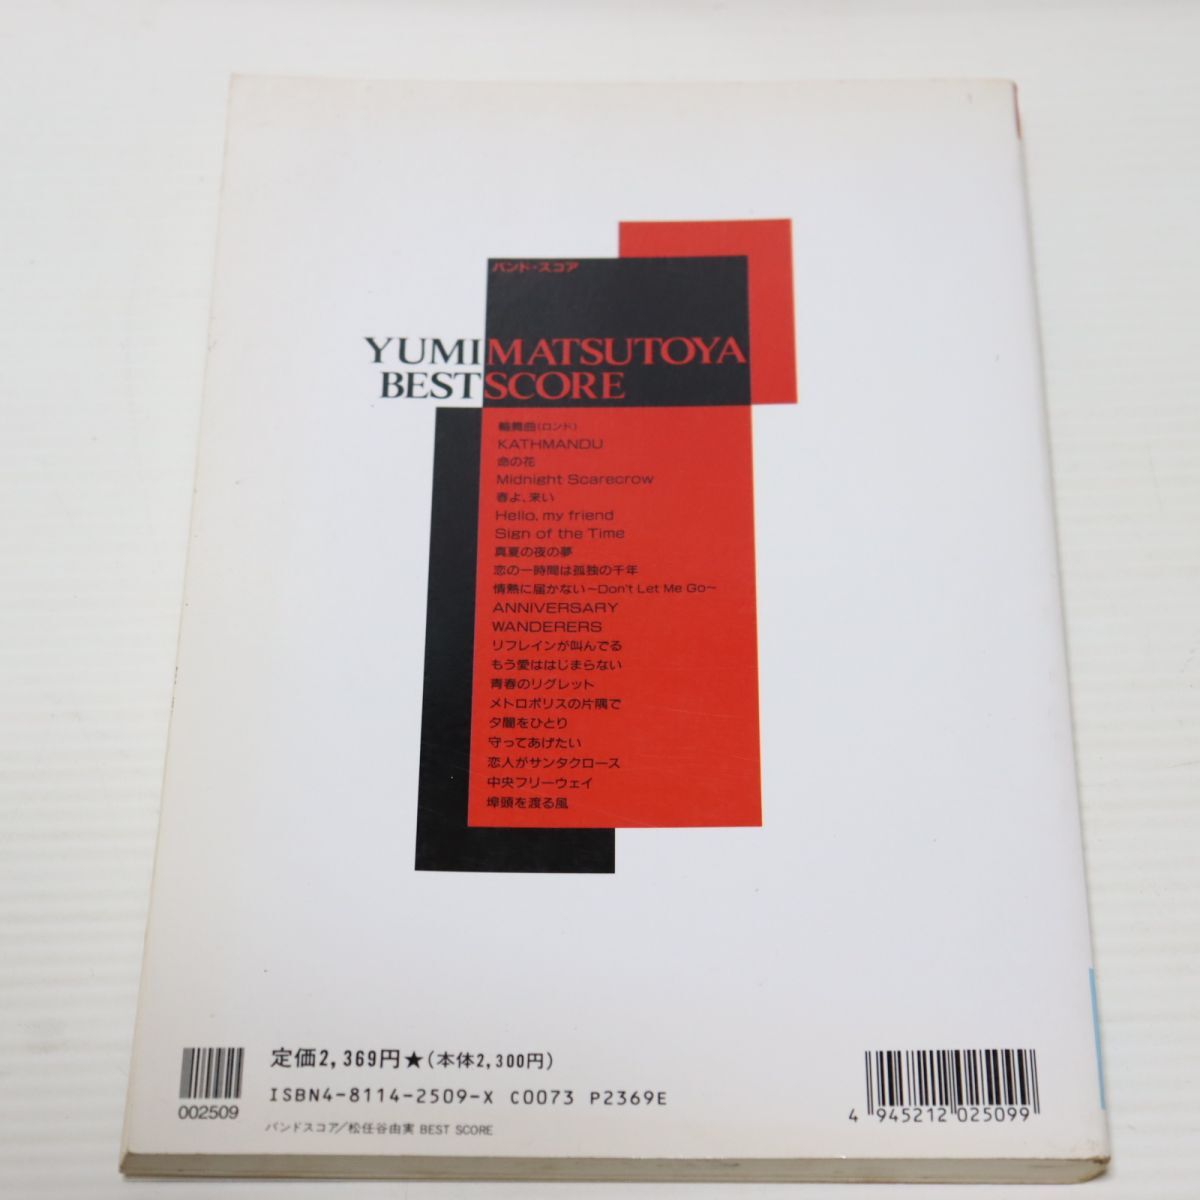 バンド・スコア
YUMI MATSUTOYA
BEST SCORE
輪舞曲(ロンド)
KATHMANDU
命の花
Midnight Scarecrow
春よ、来い
Hello, my friend
Sign of the Time
真夏の夜の夢
恋の一時間は孤独の千年
情熱に届かない〜Don't Let Me Go〜
ANNIVERSARY
WANDERERS
リフレインが叫んでる
もう愛ははじまらない
青春のリグレット
メトロポリスの片隅で
夕闇をひとり
守ってあげたい
恋人がサンタクロース
中央フリーウェイ
埠頭を渡る風
定価2,369円★(本体2,300円)
ISBN4-8114-2509-X C0073 P2369E
バンドスコア/松任谷由実 BEST SCORE
002509
4 945212 025099